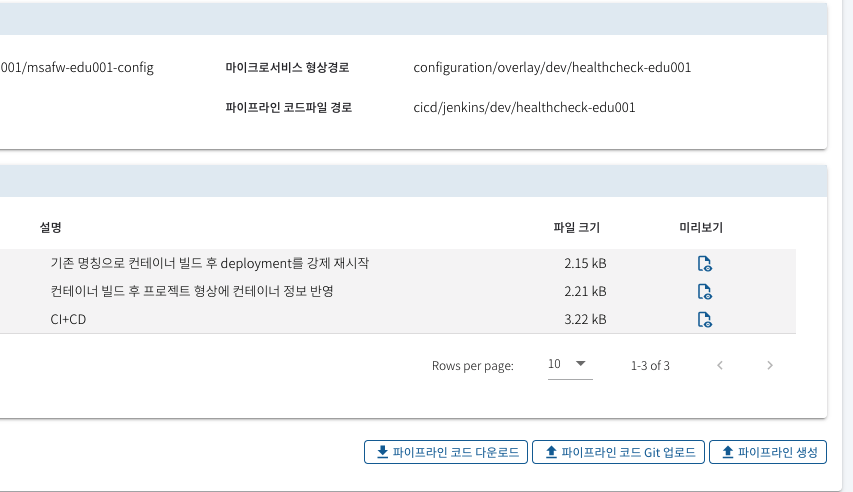 001/msafw-edu001-config 마이크로서비스 형상경로 configuration/overlay/dev/healthcheck-edu001
파이프라인 코드파일 경로 cicd/jenkins/dev/healthcheck-edu001
설명 파일 크기 미리보기
기존 명칭으로 컨테이너 빌드 후 deployment를 강제 재시작 2.15 kB
컨테이너 빌드 후 프로젝트 형상에 컨테이너 정보 반영 2.21 kB
CI+CD 3.22 kB
Rows per page: 10 1-3 of 3
파이프라인 코드 다운로드 파이프라인 코드 Git 업로드 파이프라인 생성